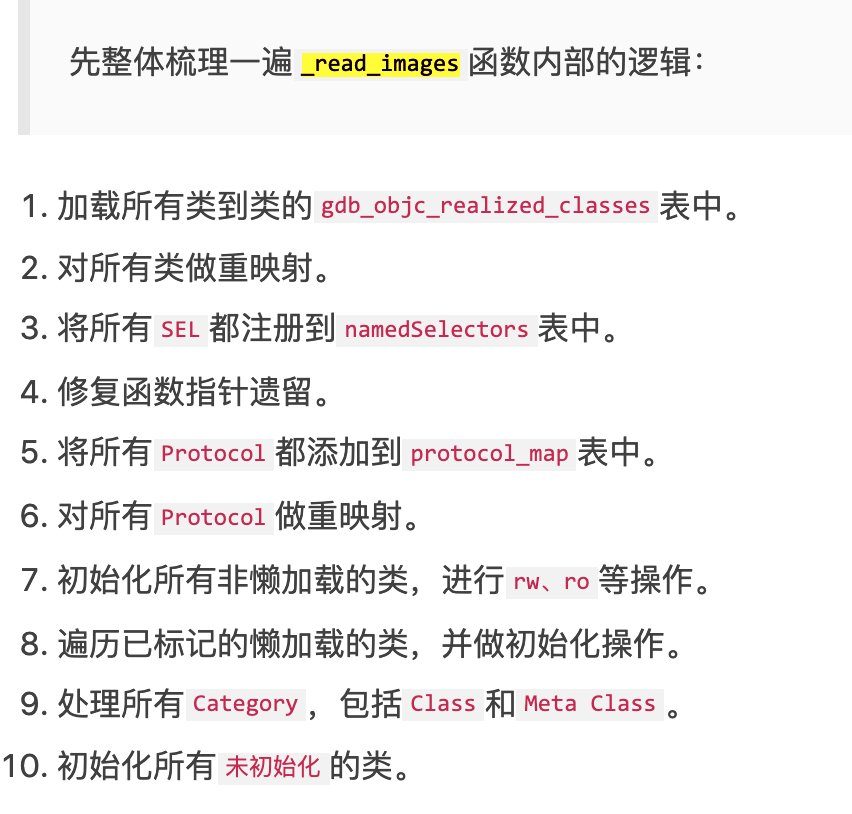 先整体梳理一遍 _read_images 函数内部的逻辑：
1. 加载所有类到类的 gdb_objc_realized_classes 表中。
2. 对所有类做重映射。
3. 将所有 SEL 都注册到 namedSelectors 表中。
4. 修复函数指针遗留。
5. 将所有 Protocol 都添加到 protocol_map 表中。
6. 对所有 Protocol 做重映射。
7. 初始化所有非懒加载的类，进行 rw、ro 等操作。
8. 遍历已标记的懒加载的类，并做初始化操作。
9. 处理所有 Category ，包括 Class 和 Meta Class 。
10. 初始化所有 未初始化 的类。